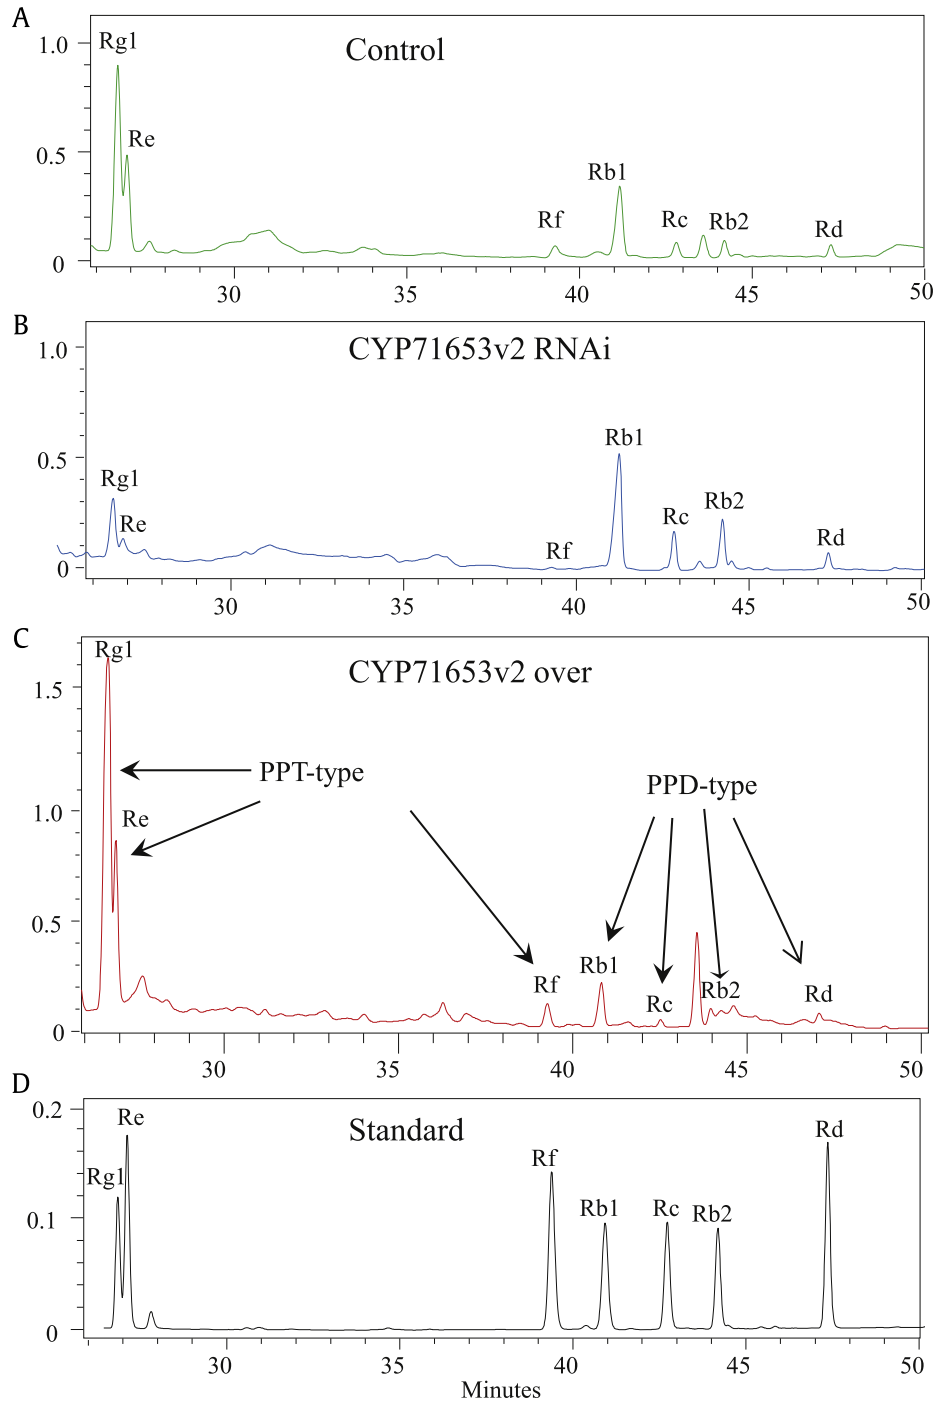 A
1.0
Rg1
Control
Re
0.5
Rb1
Rf
Rc
Rb2
Rd
0
30
35
40
45
50
B
1.0
CYP71653v2 RNAi
0.5
Rb1
Rg1
Rb2
Re
Rc
Rd
Rf
0
30
35
40
45
50
C
Rg1
CYP71653v2 over
1.5
PPT-type
PPD-type
1.0
Re
0.5
Rb1
Rf
Rc
Rb2
Rd
0
30
35
40
45
50
D
0.2
Re
Standard
Rd
Rf
Rg1
Rb1
Rc
Rb2
0.1
0
30
35
40
45
50
Minutes